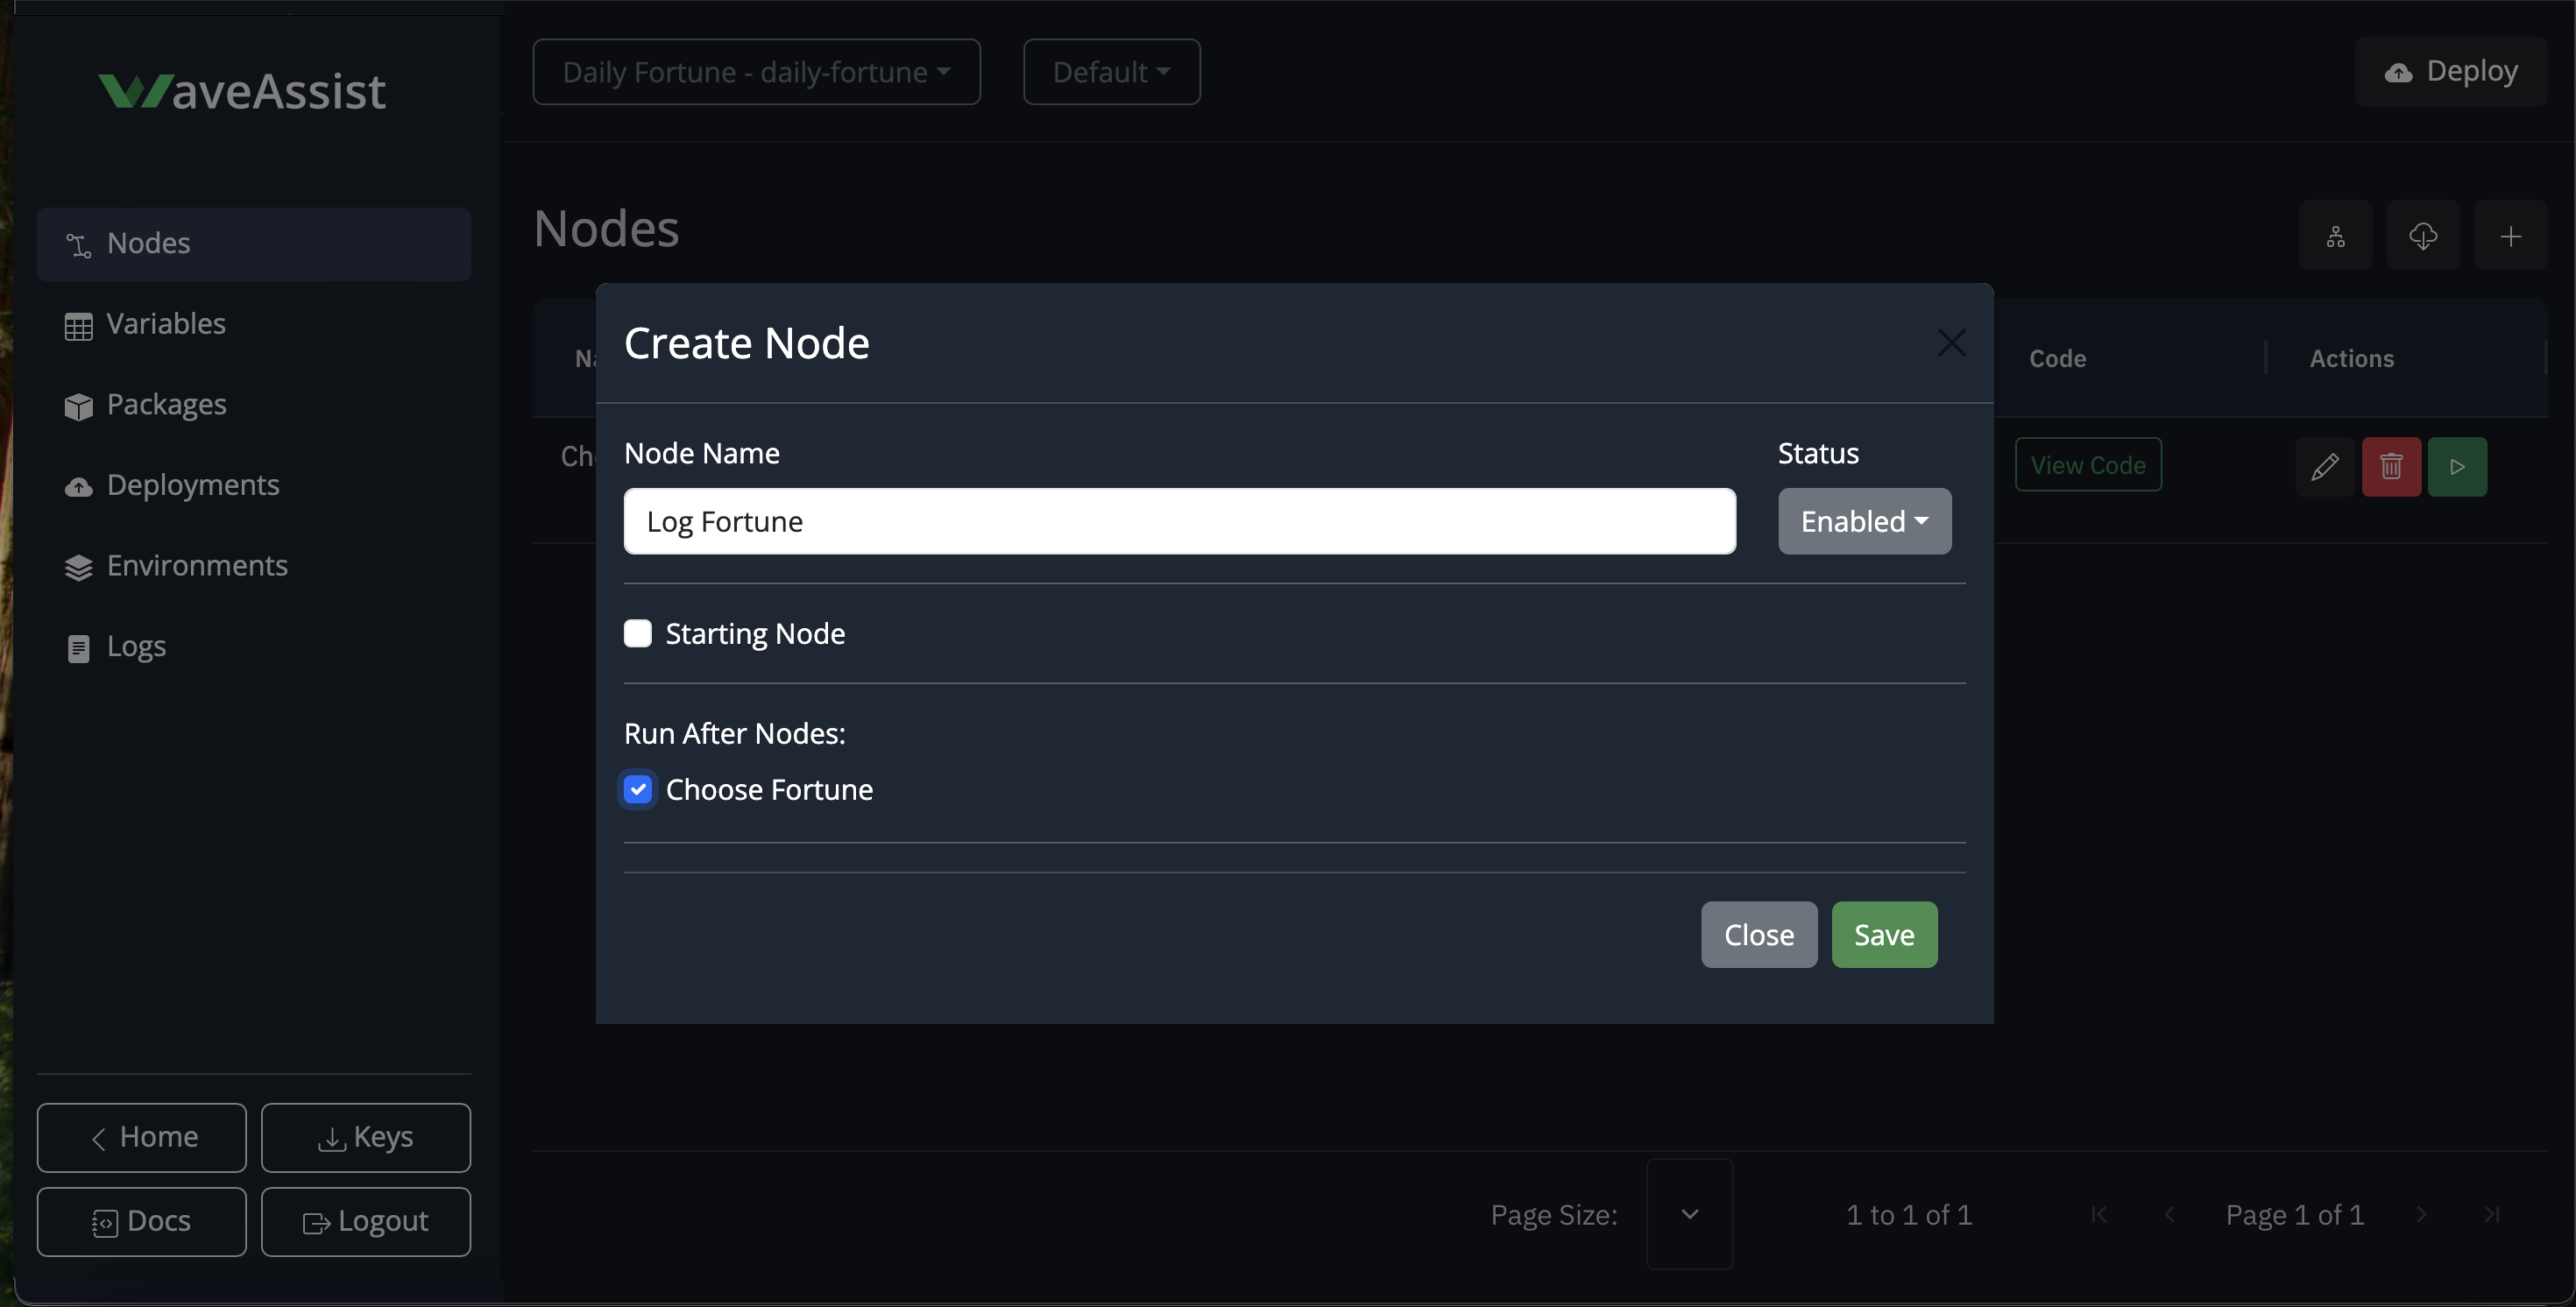 WaveAssist
Daily Fortune - daily-fortune
Default
Deploy
Nodes
Variables
Packages
Deployments
Environments
Logs
Home
Keys
Docs
Logout
Nodes
Code
Actions
View Code
Create Node
Node Name
Status
Log Fortune
Enabled
Starting Node
Run After Nodes:
Choose Fortune
Close
Save
Page Size:
1 to 1 of 1
Page 1 of 1